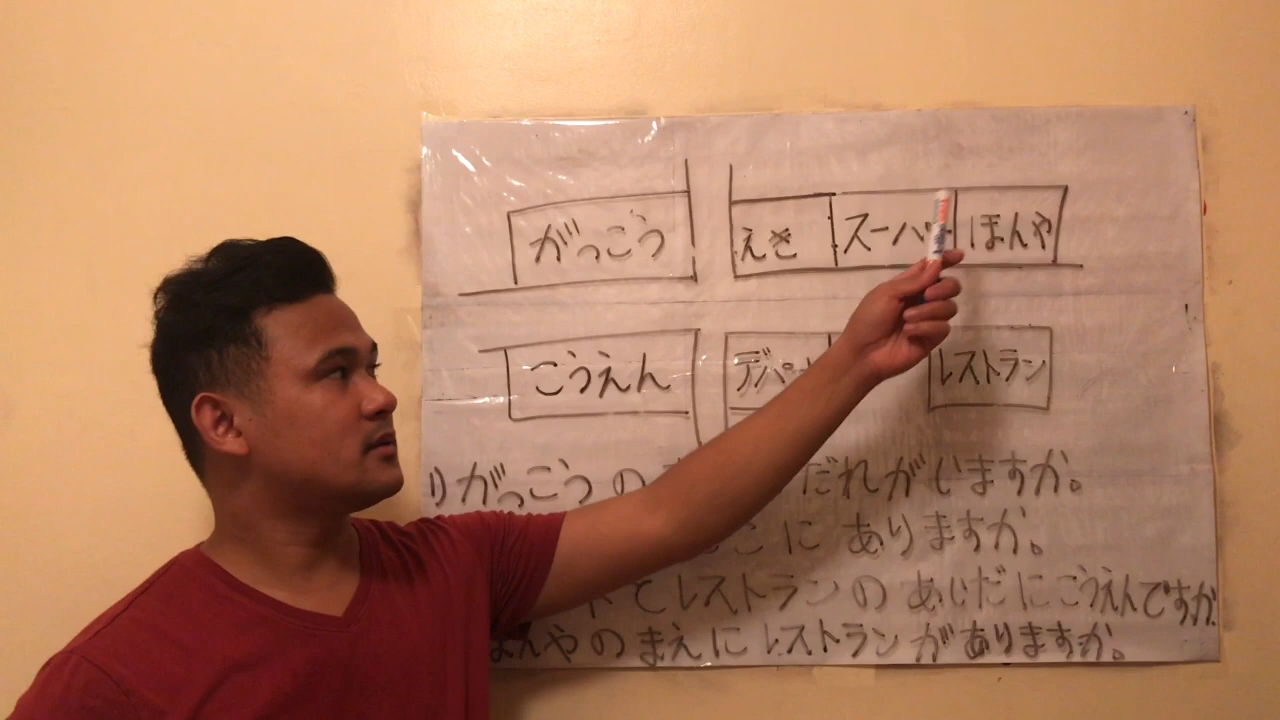 がっこう えき スーパー ほんや
こうえん デパート レストラン
1) がっこうの だれがいますか。
こに ありますか。
トとレストランの あいだにこうえんですか。
ほんやのまえにレストランがありますか。